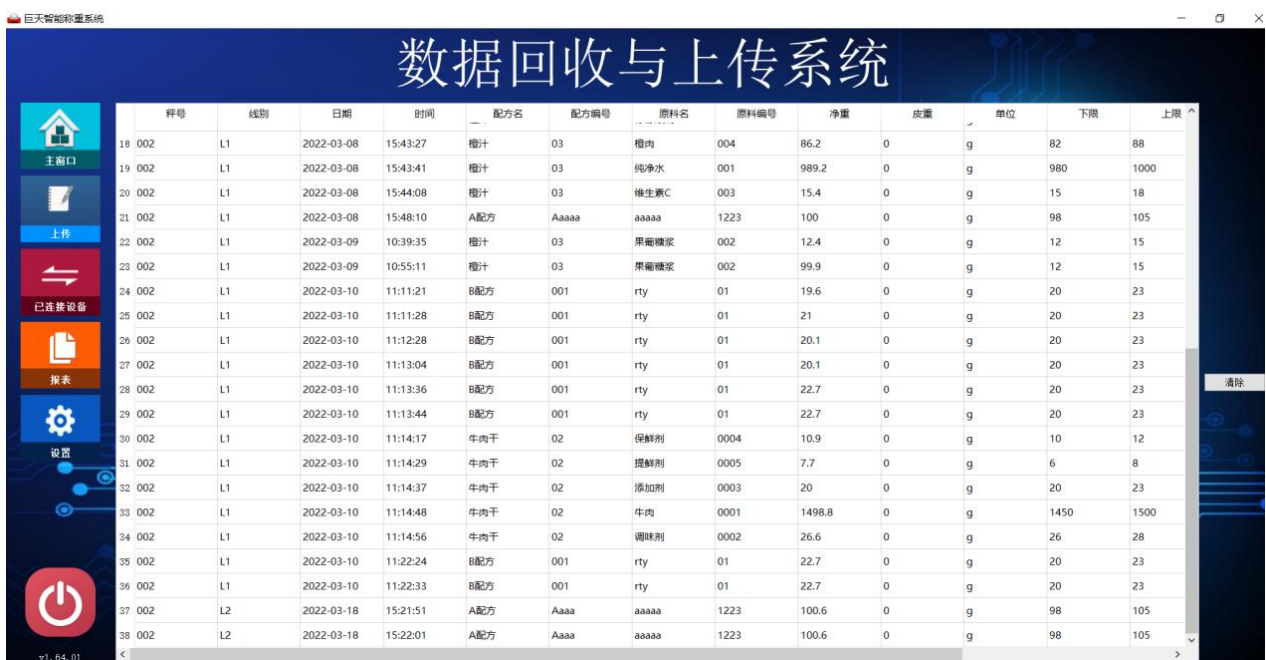 巨天智能称重系统
数据回收与上传系统
秤号 线别 日期 时间 配方名 配方编号 原料名 原料编号 净重 皮重 单位 下限 上限
18 002 L1 2022-03-08 15:43:27 橙汁 03 橙肉 004 86.2 0 g 82 88
19 002 L1 2022-03-08 15:43:41 橙汁 03 纯净水 001 989.2 0 g 980 1000
20 002 L1 2022-03-08 15:44:08 橙汁 03 维生素C 003 15.4 0 g 15 18
21 002 L1 2022-03-08 15:48:10 A配方 Aaaaa aaaaa 1223 100 0 g 98 105
22 002 L1 2022-03-09 10:39:35 橙汁 03 果葡糖浆 002 12.4 0 g 12 15
23 002 L1 2022-03-09 10:55:11 橙汁 03 果葡糖浆 002 99.9 0 g 12 15
24 002 L1 2022-03-10 11:11:21 B配方 001 rty 01 19.6 0 g 20 23
25 002 L1 2022-03-10 11:11:28 B配方 001 rty 01 21 0 g 20 23
26 002 L1 2022-03-10 11:12:28 B配方 001 rty 01 20.1 0 g 20 23
27 002 L1 2022-03-10 11:13:04 B配方 001 rty 01 20.1 0 g 20 23
28 002 L1 2022-03-10 11:13:36 B配方 001 rty 01 22.7 0 g 20 23
29 002 L1 2022-03-10 11:13:44 B配方 001 rty 01 22.7 0 g 20 23
30 002 L1 2022-03-10 11:14:17 牛肉干 02 保鲜剂 0004 10.9 0 g 10 12
31 002 L1 2022-03-10 11:14:29 牛肉干 02 提鲜剂 0005 7.7 0 g 6 8
32 002 L1 2022-03-10 11:14:37 牛肉干 02 添加剂 0003 20 0 g 20 23
33 002 L1 2022-03-10 11:14:48 牛肉干 02 牛肉 0001 1498.8 0 g 1450 1500
34 002 L1 2022-03-10 11:14:56 牛肉干 02 调味剂 0002 26.6 0 g 26 28
35 002 L1 2022-03-10 11:22:24 B配方 001 rty 01 22.7 0 g 20 23
36 002 L1 2022-03-10 11:22:33 B配方 001 rty 01 22.7 0 g 20 23
37 002 L2 2022-03-18 15:21:51 A配方 Aaaa aaaaa 1223 100.6 0 g 98 105
38 002 L2 2022-03-18 15:22:01 A配方 Aaaa aaaaa 1223 100.6 0 g 98 105
主窗口
上传
已连接设备
报表
设置
清除
v1.64.01